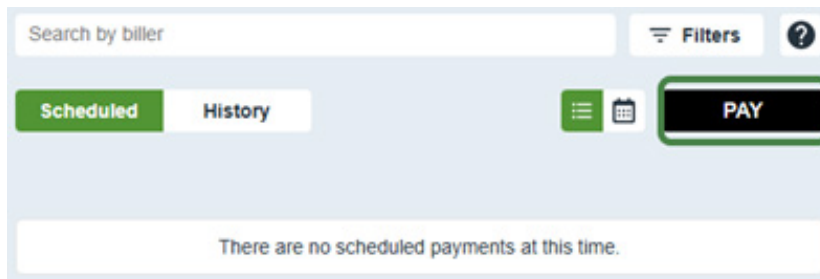 Search by biller
Filters
?
Scheduled
History
PAY
There are no scheduled payments at this time.